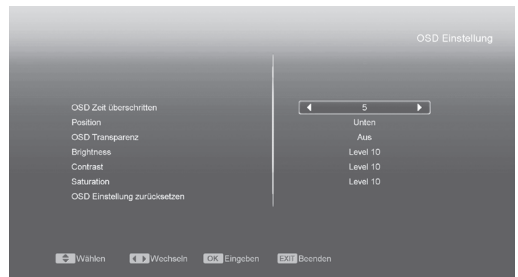 OSD Einstellung
OSD Zeit überschritten 5
Position Unten
OSD Transparenz Aus
Brightness Level 10
Contrast Level 10
Saturation Level 10
OSD Einstellung zurücksetzen
Wählen Wechseln OK Eingeben EXIT Beenden